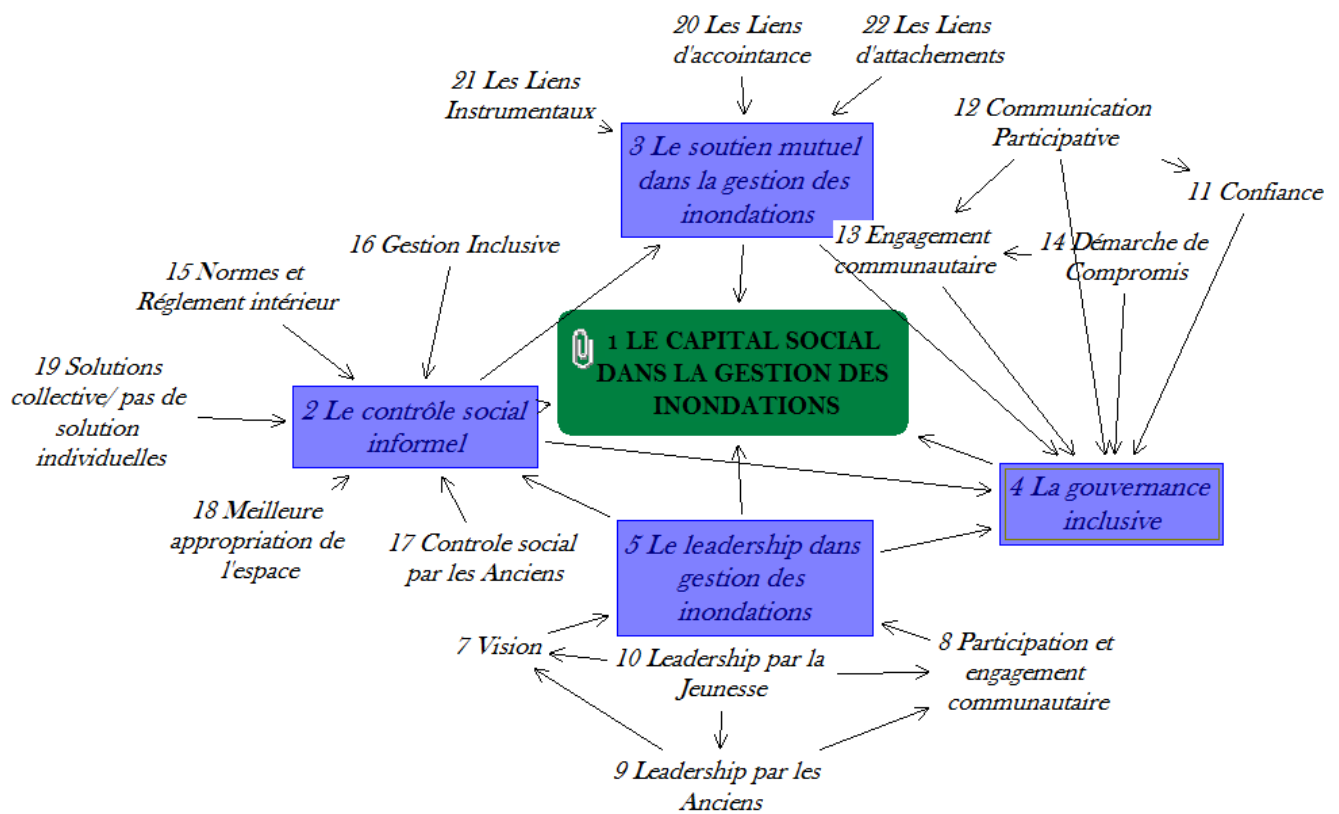 20 Les Liens
d'accointance
22 Les Liens
d'attachements
21 Les Liens
Instrumentaux
12 Communication
Participative
3 Le soutien mutuel
dans la gestion des
inondations
11 Confiance
16 Gestion Inclusive
13 Engagement
communautaire
14 Démarche de
Compromis
15 Normes et
Réglement intérieur
1 LE CAPITAL SOCIAL
DANS LA GESTION DES
INONDATIONS
19 Solutions
collective/ pas de
solution
individuelles
2 Le contrôle social
informel
4 La gouvernance
inclusive
18 Meilleure
appropriation de
l'espace
17 Controle social
par les Anciens
5 Le leadership dans
gestion des
inondations
7 Vision
10 Leadership par la
Jeunesse
8 Participation et
engagement
communautaire
9 Leadership par les
Anciens